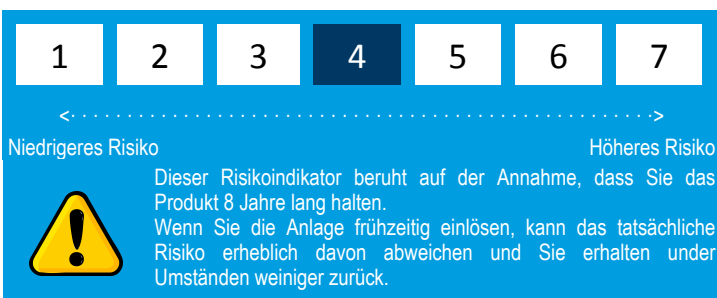 1 2 3 4 5 6 7
<· · · · · · · · · · · · · · · · · · · · · · · · · · · · · · · · · · · · · · · · · · · · · · · · · · · ·>
Niedrigeres Risiko Höheres Risiko
Dieser Risikoindikator beruht auf der Annahme, dass Sie das
Produkt 8 Jahre lang halten.
Wenn Sie die Anlage frühzeitig einlösen, kann das tatsächliche
Risiko erheblich davon abweichen und Sie erhalten under
Umständen weiniger zurück.
!